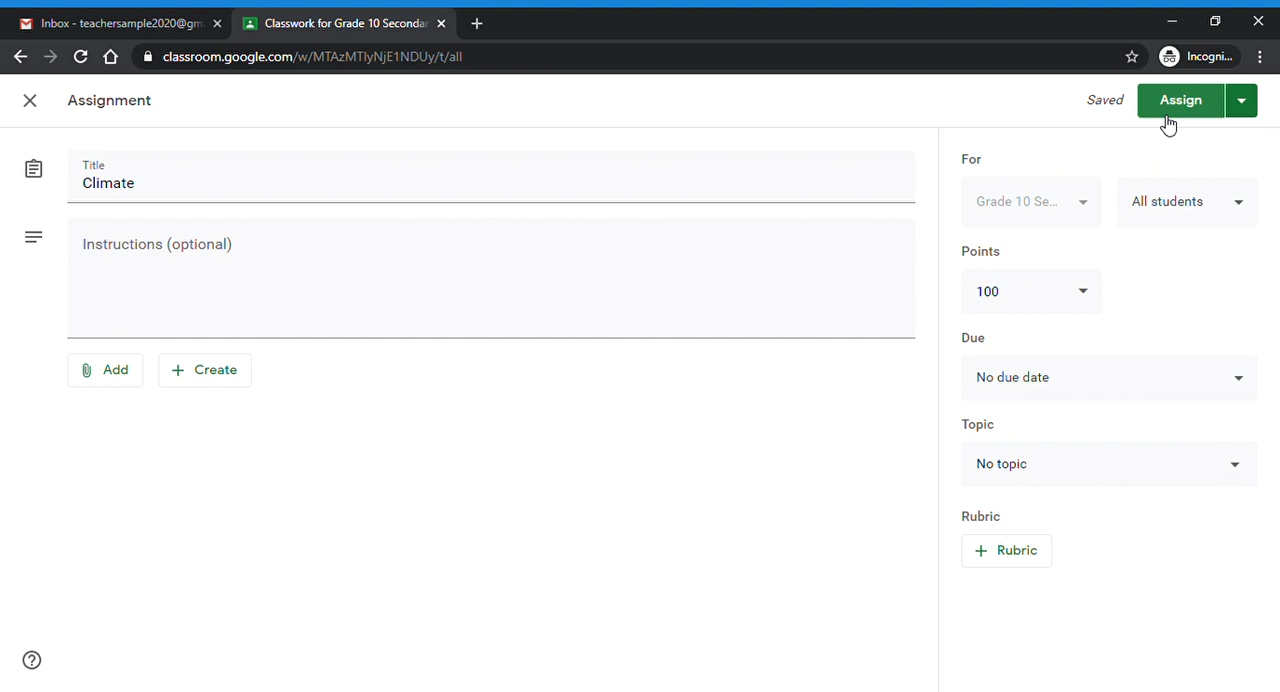 Inbox - teachersample2020@gm
Classwork for Grade 10 Secondar
classroom.google.com/w/MTAzMTIyNjE1NDUy/t/all
Incogni...
Assignment
Saved
Assign
Title
Climate
Instructions (optional)
Add
Create
For
Grade 10 Se...
All students
Points
100
Due
No due date
Topic
No topic
Rubric
Rubric